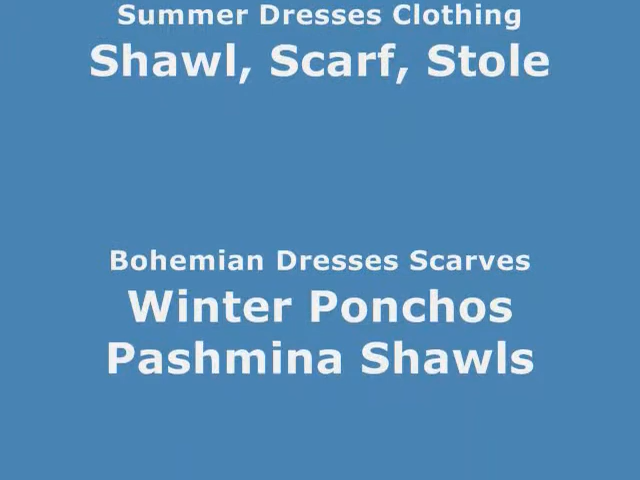 Summer Dresses Clothing
Shawl, Scarf, Stole
Bohemian Dresses Scarves
Winter Ponchos
Pashmina Shawls